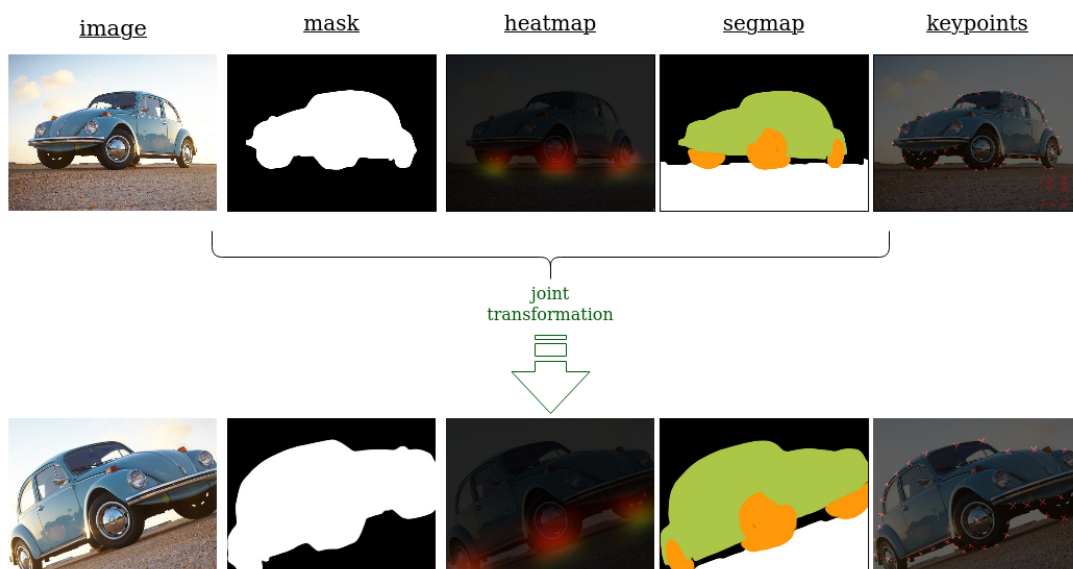 image
mask
heatmap
segmap
keypoints
joint
transformation